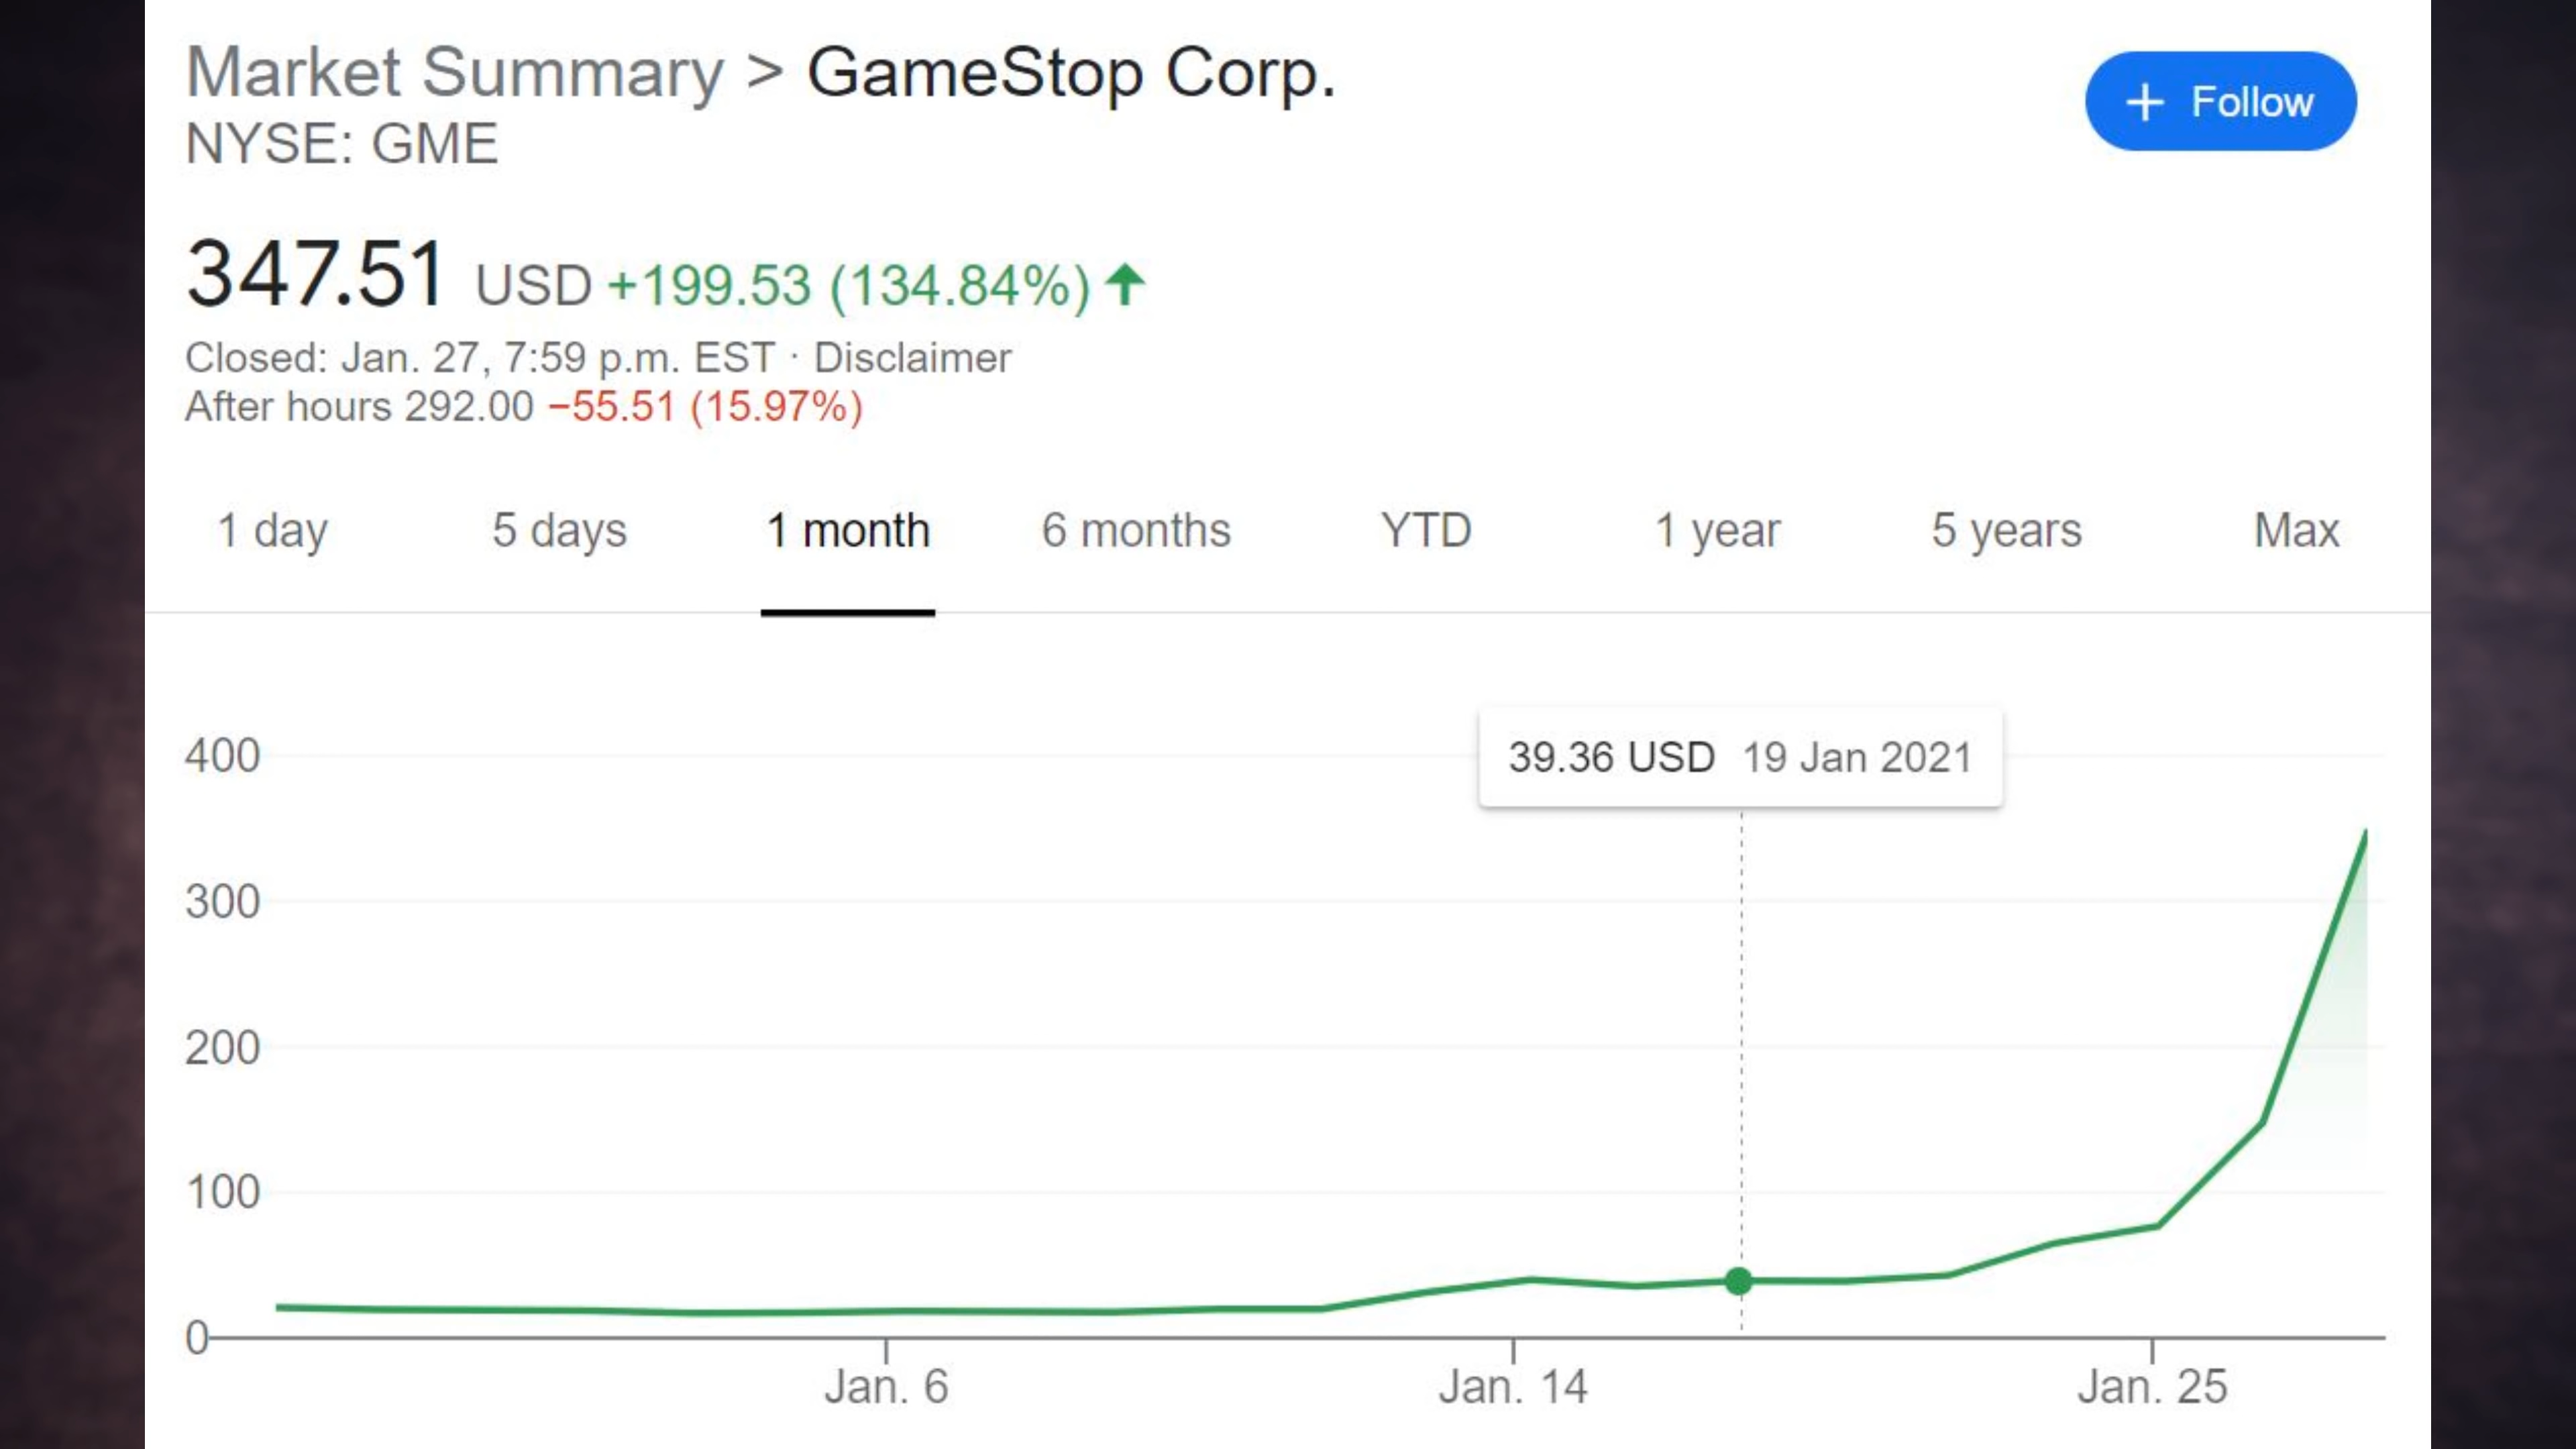 Market Summary > GameStop Corp.
NYSE: GME
+ Follow
347.51 USD +199.53 (134.84%)
Closed: Jan. 27, 7:59 p.m. EST · Disclaimer
After hours 292.00 −55.51 (15.97%)
1 day 5 days 1 month 6 months YTD 1 year 5 years Max
39.36 USD 19 Jan 2021
400
300
200
100
0
Jan. 6 Jan. 14 Jan. 25